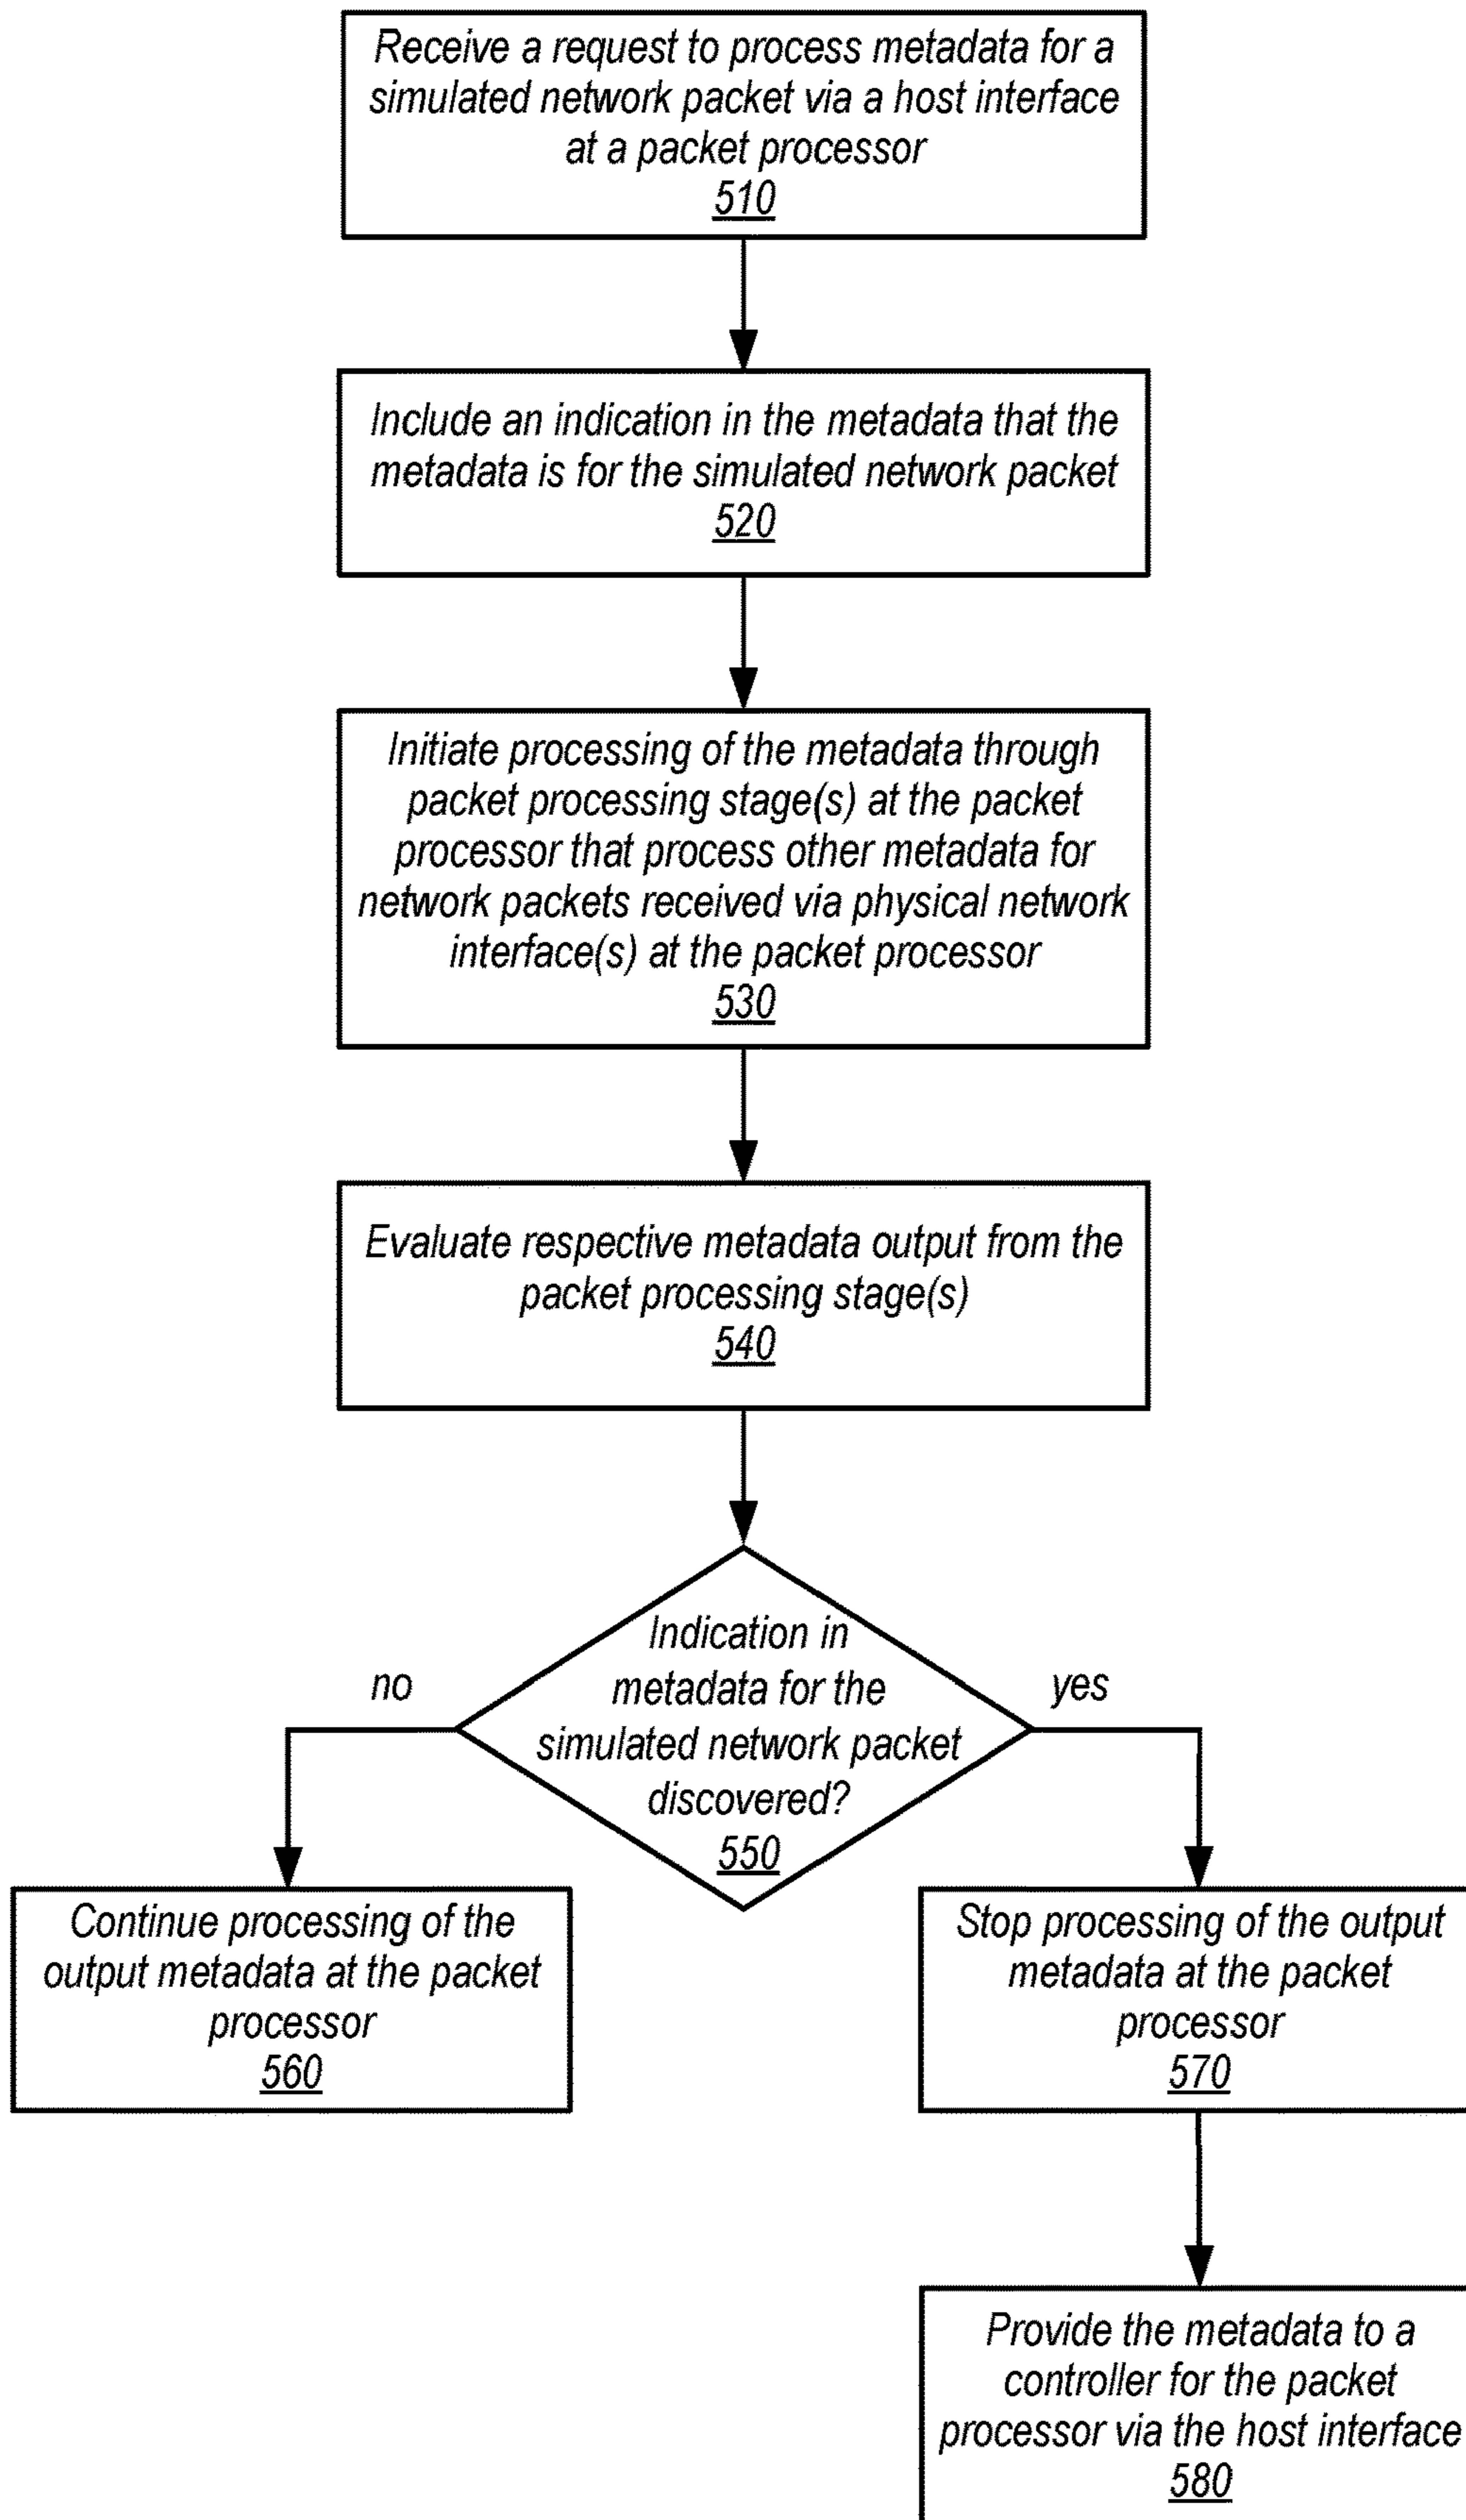 Receive a request to process metadata for a
simulated network packet via a host interface
at a packet processor
510
Include an indication in the metadata that the
metadata is for the simulated network packet
520
Initiate processing of the metadata through
packet processing stage(s) at the packet
processor that process other metadata for
network packets received via physical network
interface(s) at the packet processor
530
Evaluate respective metadata output from the
packet processing stage(s)
540
Indication in
metadata for the
simulated network packet
discovered?
550
no
yes
Continue processing of the
output metadata at the packet
processor
560
Stop processing of the output
metadata at the packet
processor
570
Provide the metadata to a
controller for the packet
processor via the host interface
580